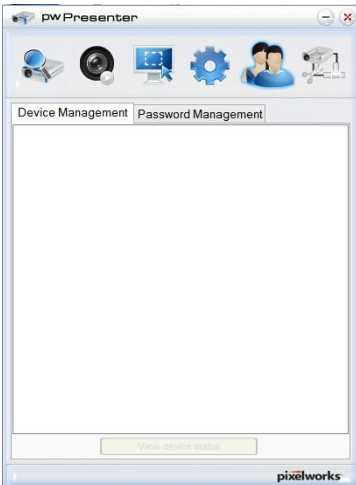 pwPresenter
Device Management Password Management
View device status
pixelworks